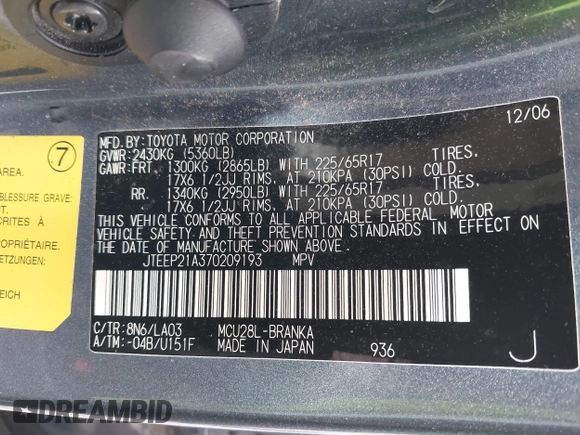 7
AREA.
BLESSURE GRAVE:
T.
CRITES À
PROPRIÉTAIRE.
EMENTS.
EICH
12/06
MFD. BY: TOYOTA MOTOR CORPORATION
GVWR: 2430KG (5360LB)
GAWR: FRT. 1300KG (2865LB) WITH 225/65R17 TIRES.
17X6 1/2JJ RIMS, AT 210KPA (30PSI) COLD.
RR. 1340KG (2950LB) WITH 225/65R17 TIRES.
17X6 1/2JJ RIMS, AT 210KPA (30PSI) COLD.
THIS VEHICLE CONFORMS TO ALL APPLICABLE FEDERAL MOTOR
VEHICLE SAFETY AND THEFT PREVENTION STANDARDS IN EFFECT ON
THE DATE OF MANUFACTURE SHOWN ABOVE.
JTEEP21A370209193 MPV
C/TR: 8N6/LA03 MCU28L-BRANKA
A/TM: -04B/U151F MADE IN JAPAN 936 J
DREAMBID